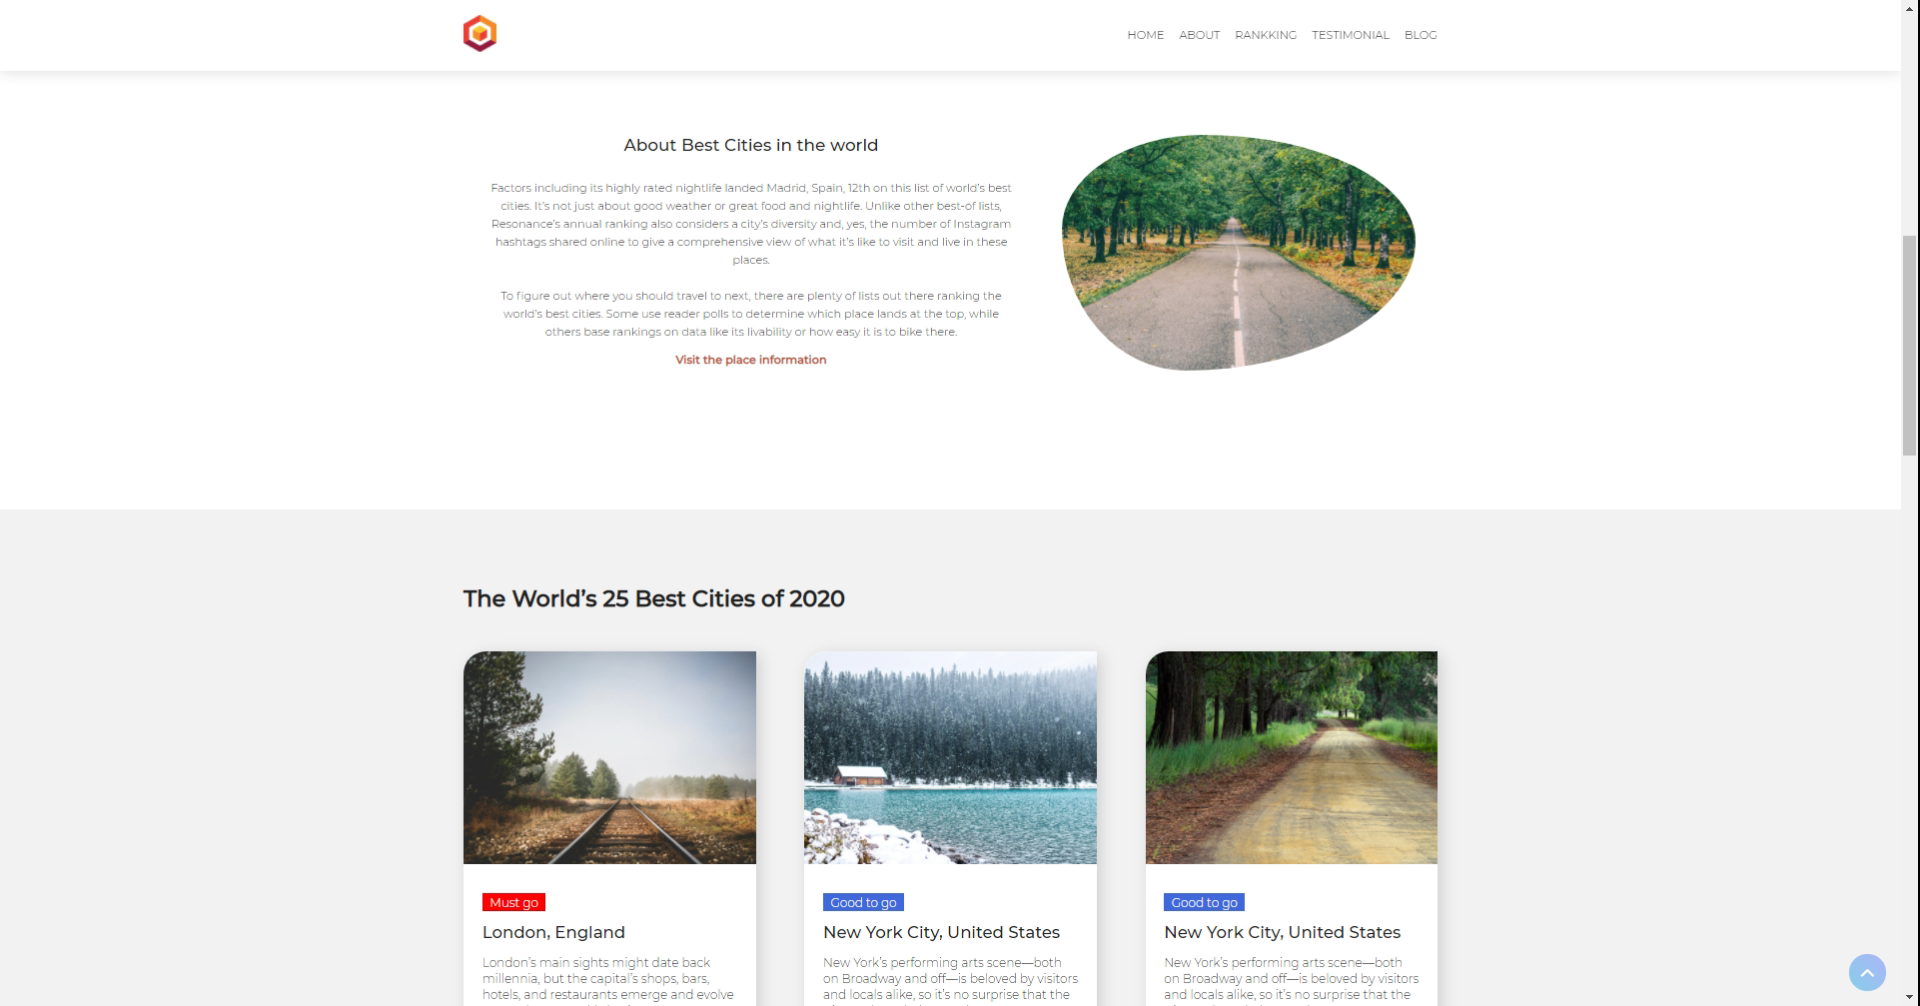 HOME ABOUT RANKKING TESTIMONIAL BLOG
About Best Cities in the world
Factors including its highly rated nightlife landed Madrid, Spain, 12th on this list of world's best
cities. It's not just about good weather or great food and nightlife. Unlike other best-of lists,
Resonance's annual ranking also considers a city's diversity and, yes, the number of Instagram
hashtags shared online to give a comprehensive view of what it's like to visit and live in these
places.
To figure out where you should travel to next, there are plenty of lists out there ranking the
world's best cities. Some use reader polls to determine which place lands at the top, while
others base rankings on data like its livability or how easy it is to bike there.
Visit the place information
The World's 25 Best Cities of 2020
Must go
London, England
London's main sights might date back
millennia, but the capital's shops, bars,
hotels, and restaurants emerge and evolve
Good to go
New York City, United States
New York's performing arts scene—both
on Broadway and off—is beloved by visitors
and locals alike, so it's no surprise that the
Good to go
New York City, United States
New York's performing arts scene—both
on Broadway and off—is beloved by visitors
and locals alike, so it's no surprise that the